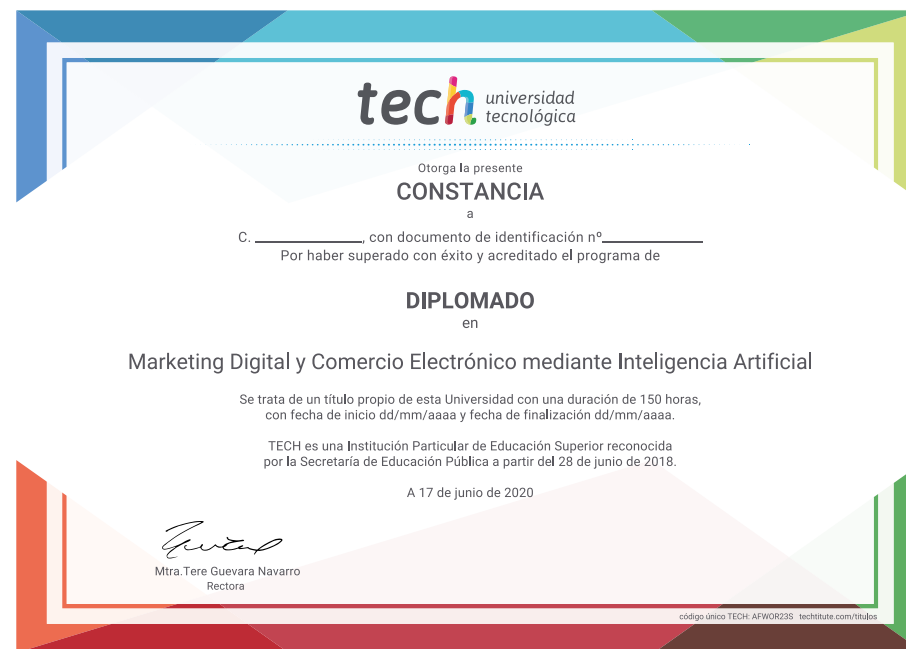 tech universidad
tecnológica
Otorga la presente
CONSTANCIA
a
C. ____________, con documento de identificación nº____________
Por haber superado con éxito y acreditado el programa de
DIPLOMADO
en
Marketing Digital y Comercio Electrónico mediante Inteligencia Artificial
Se trata de un título propio de esta Universidad con una duración de 150 horas,
con fecha de inicio dd/mm/aaaa y fecha de finalización dd/mm/aaaa.
TECH es una Institución Particular de Educación Superior reconocida
por la Secretaría de Educación Pública a partir del 28 de junio de 2018.
A 17 de junio de 2020
Mtra.Tere Guevara Navarro
Rectora
código único TECH: AFWOR23S techtitute.com/titulos